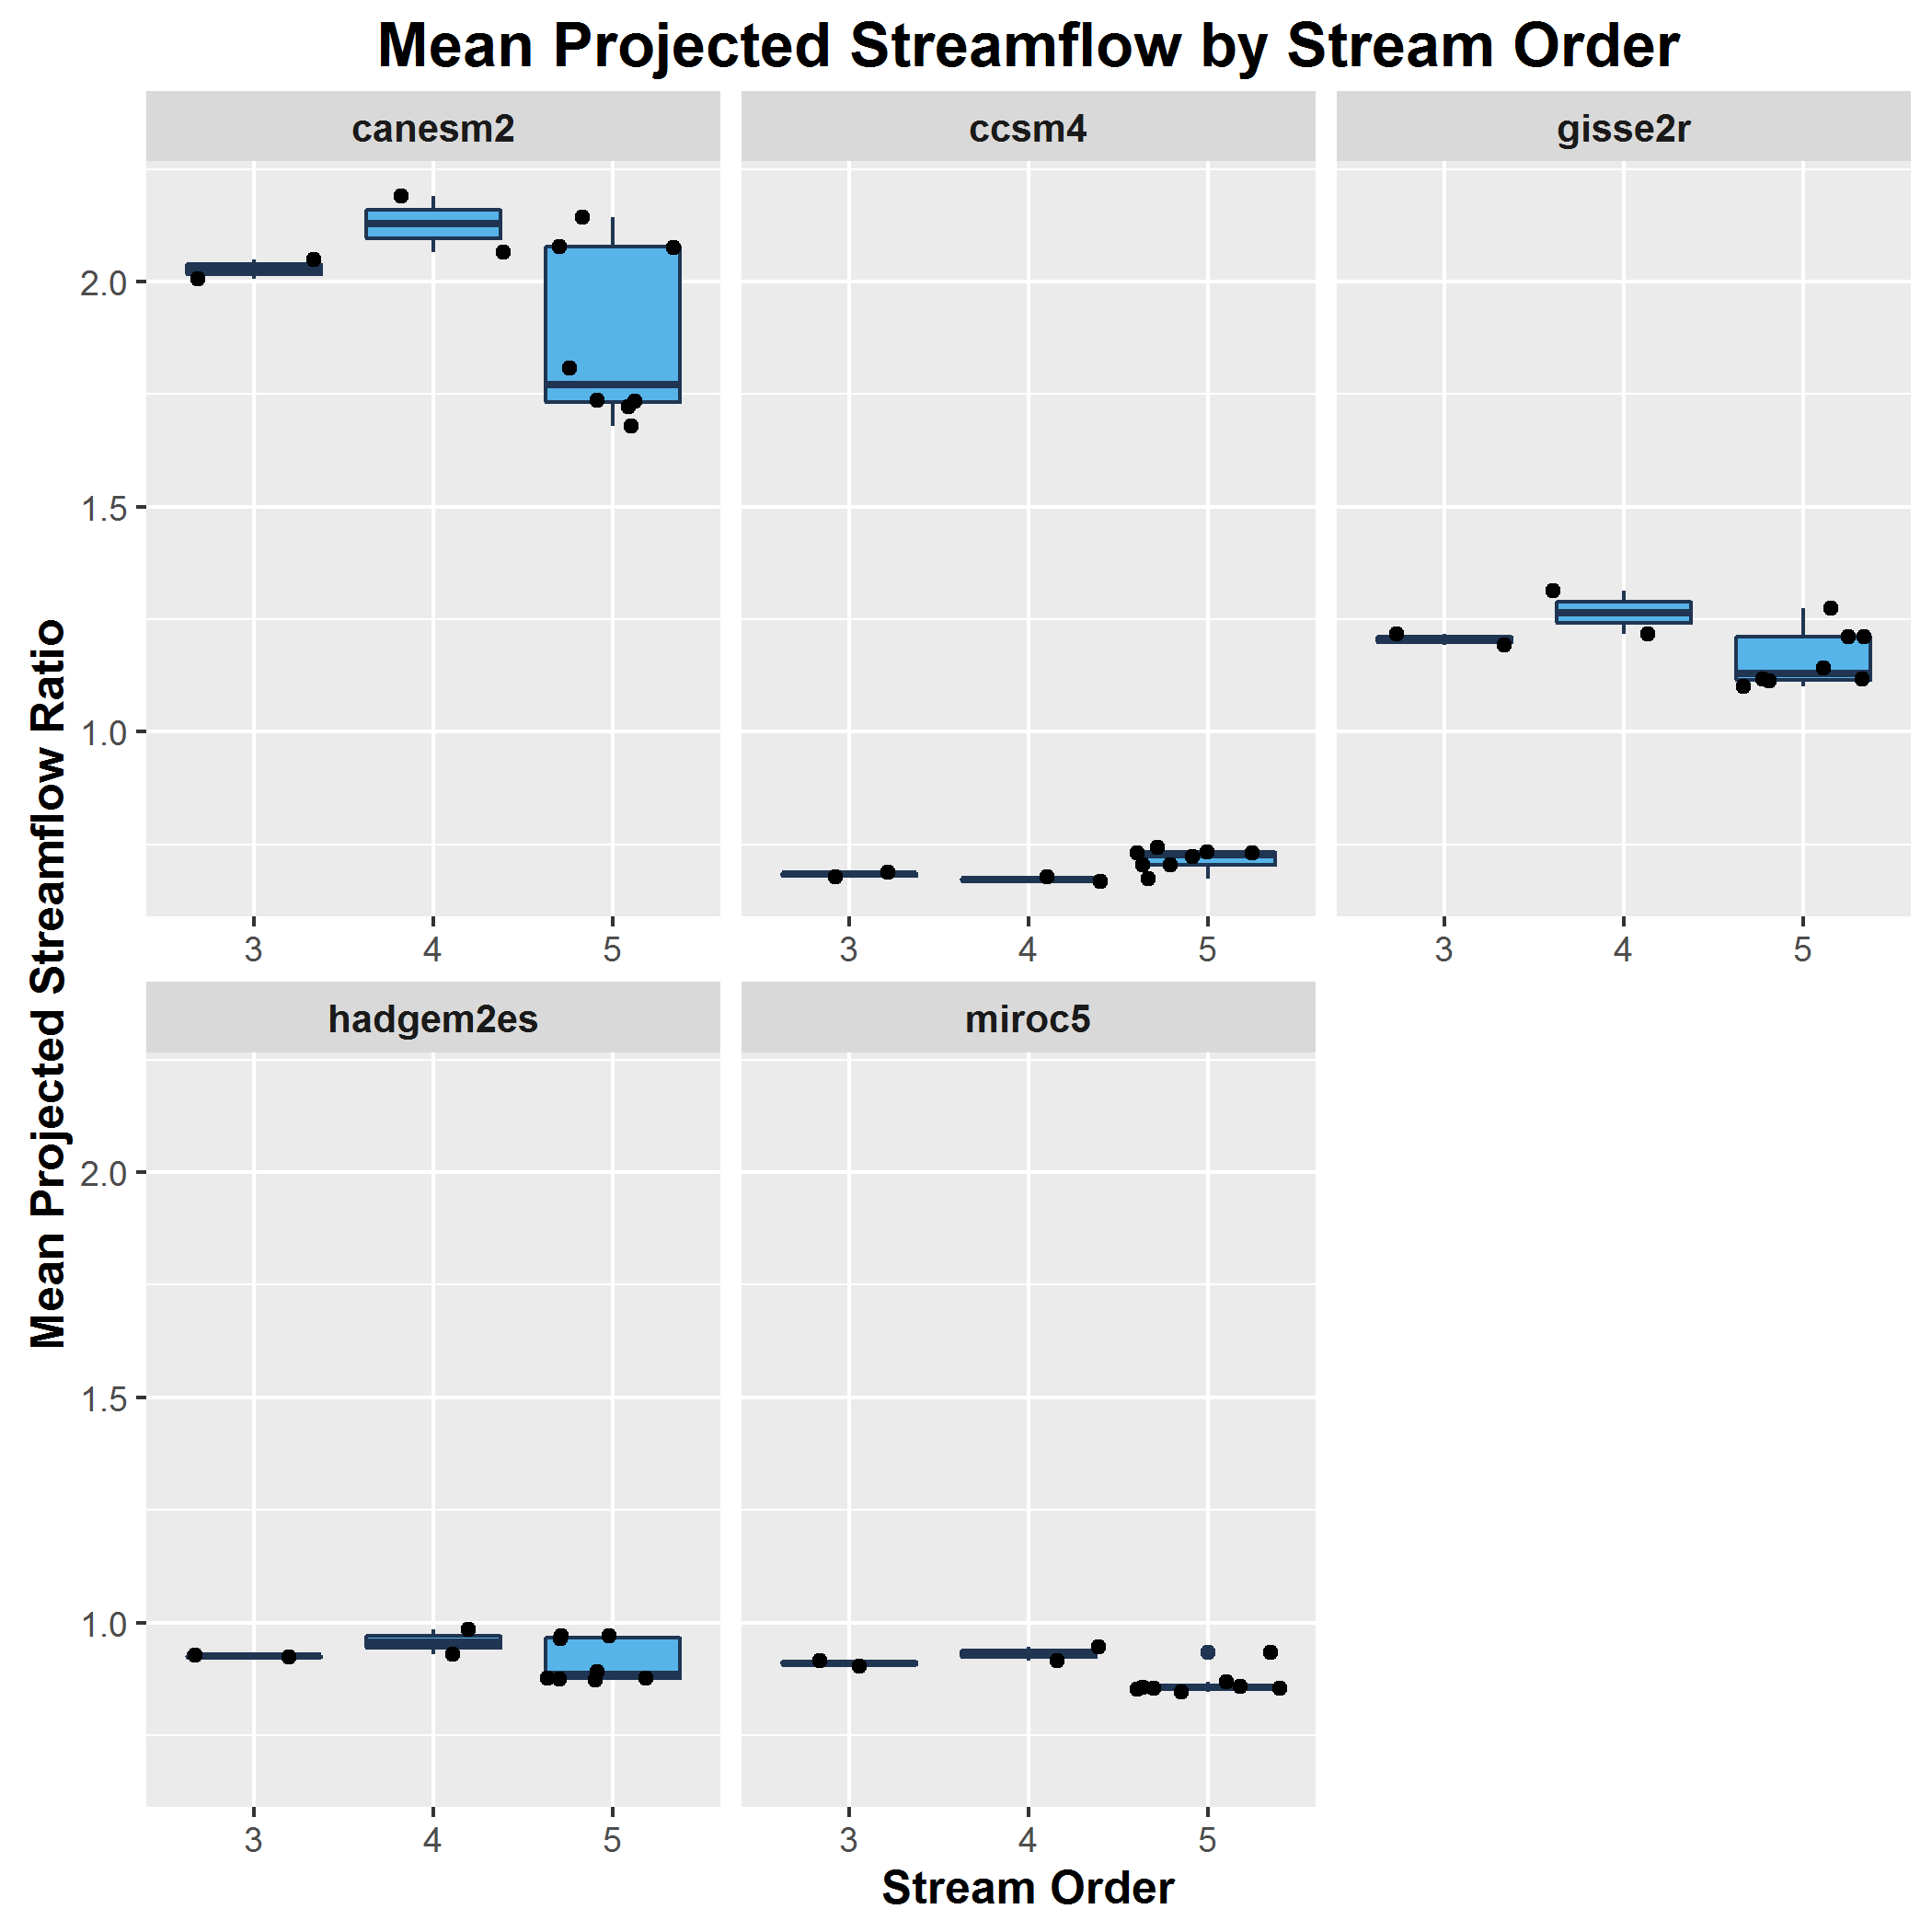 Mean Projected Streamflow by Stream Order
canesm2 ccsm4 gisse2r
2.0
1.5
1.0
3 4 5 3 4 5 3 4 5
Mean Projected Streamflow Ratio
hadgem2es miroc5
2.0
1.5
1.0
3 4 5 3 4 5
Stream Order